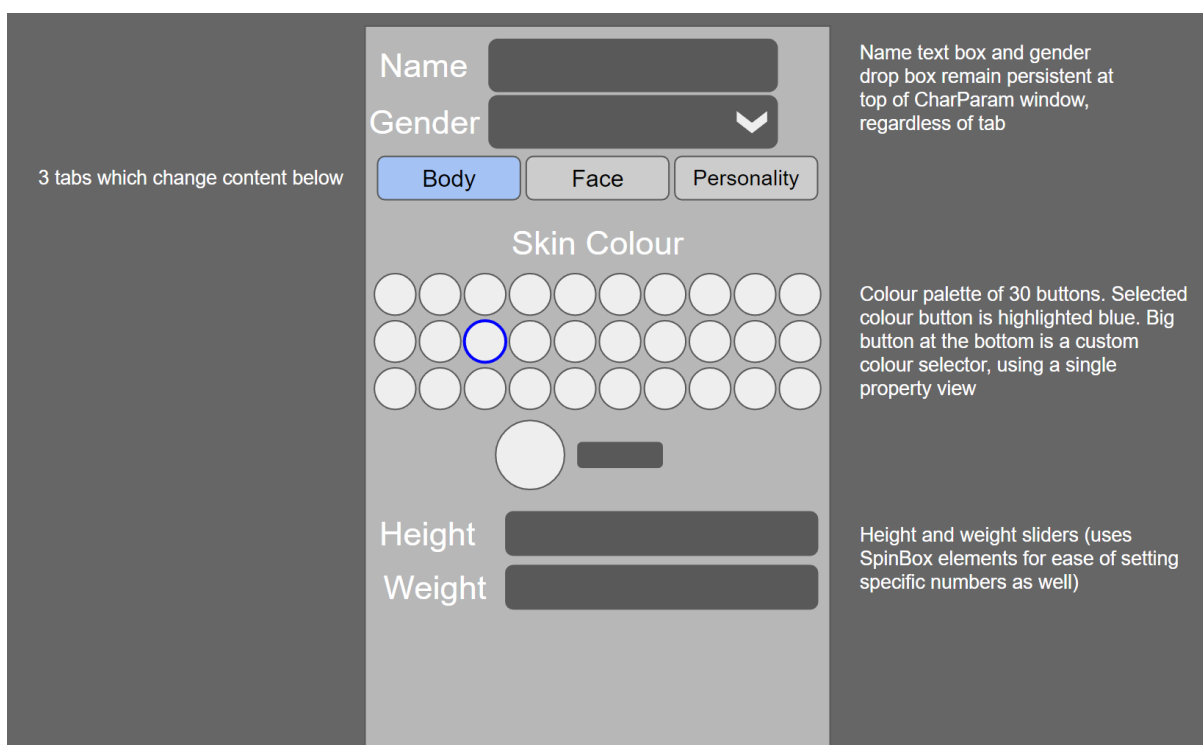 Name
Gender
Name text box and gender
drop box remain persistent at
top of CharParam window,
regardless of tab
3 tabs which change content below
Body
Face
Personality
Skin Colour
Colour palette of 30 buttons. Selected
colour button is highlighted blue. Big
button at the bottom is a custom
colour selector, using a single
property view
Height
Weight
Height and weight sliders (uses
SpinBox elements for ease of setting
specific numbers as well)